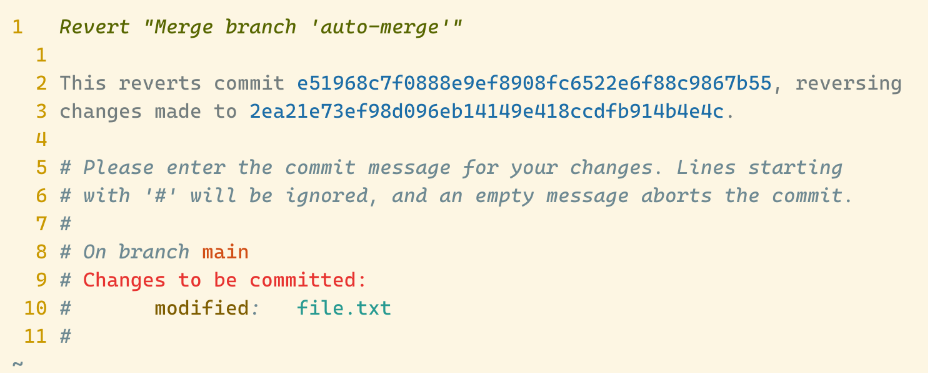 1   Revert "Merge branch 'auto-merge'"
  1
  2 This reverts commit e51968c7f0888e9ef8908fc6522e6f88c9867b55, reversing
  3 changes made to 2ea21e73ef98d096eb14149e418ccdfb914b4e4c.
  4
  5 # Please enter the commit message for your changes. Lines starting
  6 # with '#' will be ignored, and an empty message aborts the commit.
  7 #
  8 # On branch main
  9 # Changes to be committed:
 10 #       modified:   file.txt
 11 #
~